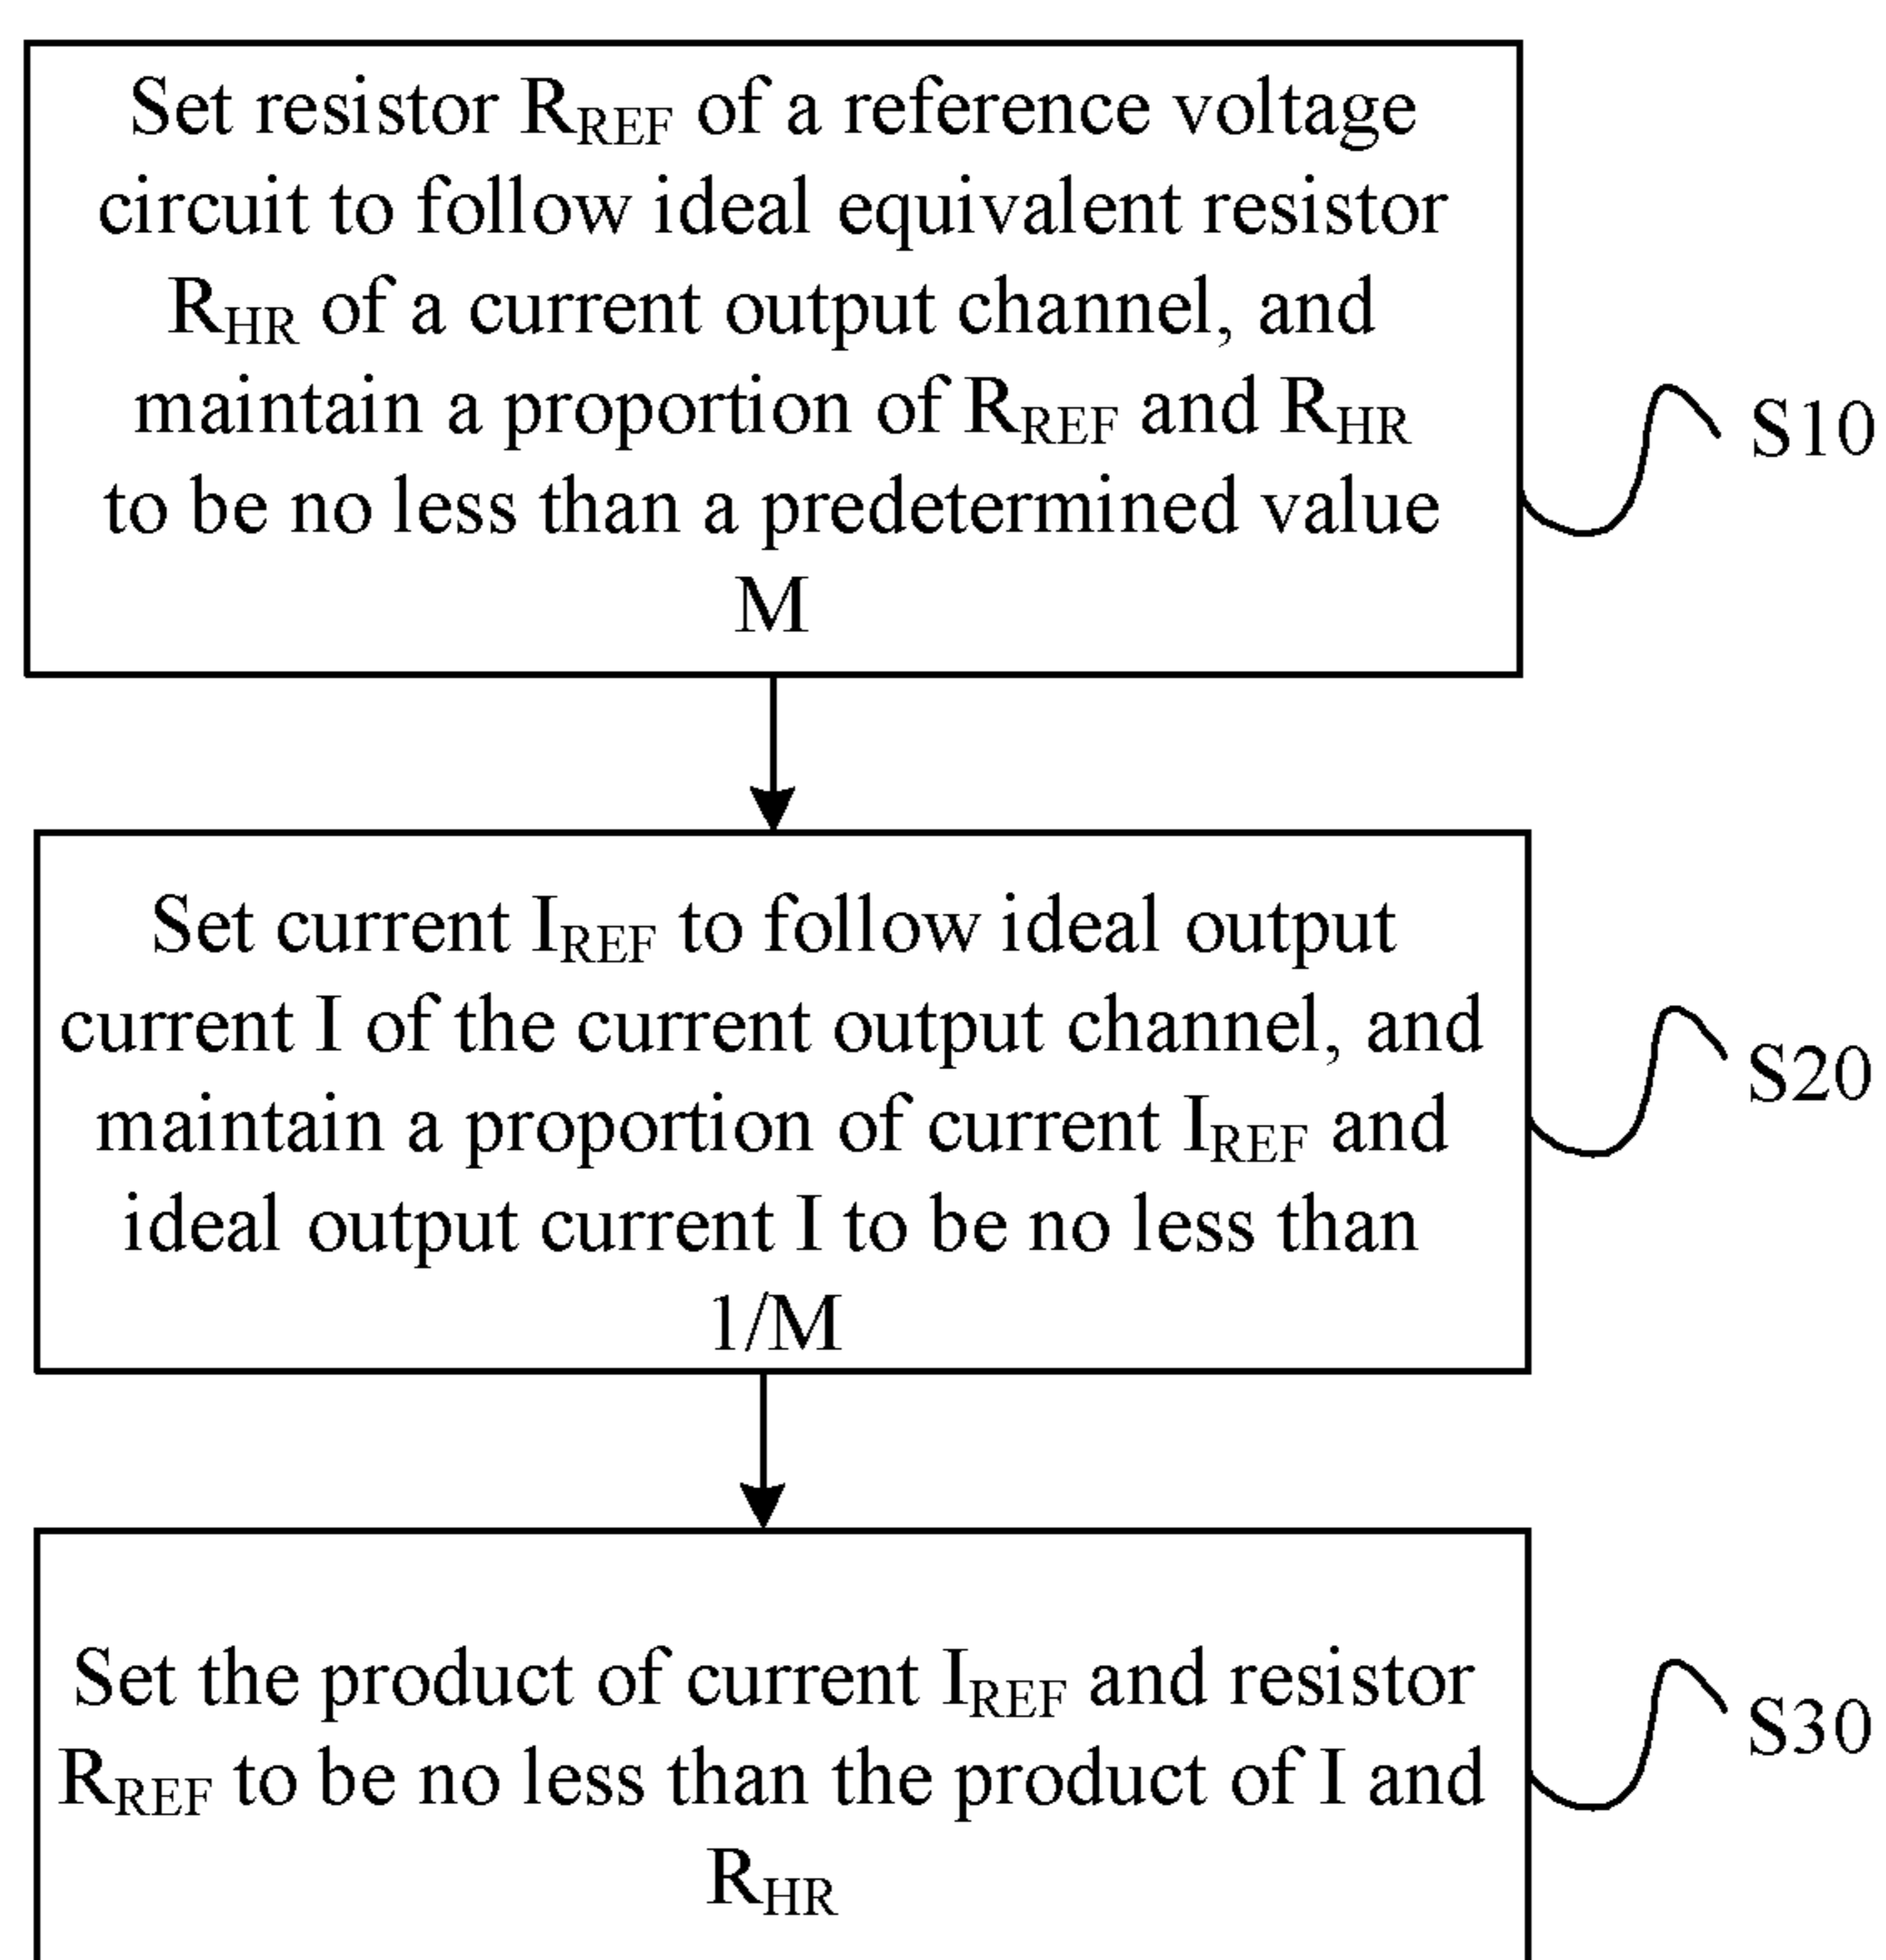 Set resistor RREF of a reference voltage
circuit to follow ideal equivalent resistor
RHR of a current output channel, and
maintain a proportion of RREF and RHR
to be no less than a predetermined value
M
S10
Set current IREF to follow ideal output
current I of the current output channel, and
maintain a proportion of current IREF and
ideal output current I to be no less than
1/M
S20
Set the product of current IREF and resistor
RREF to be no less than the product of I and
RHR
S30